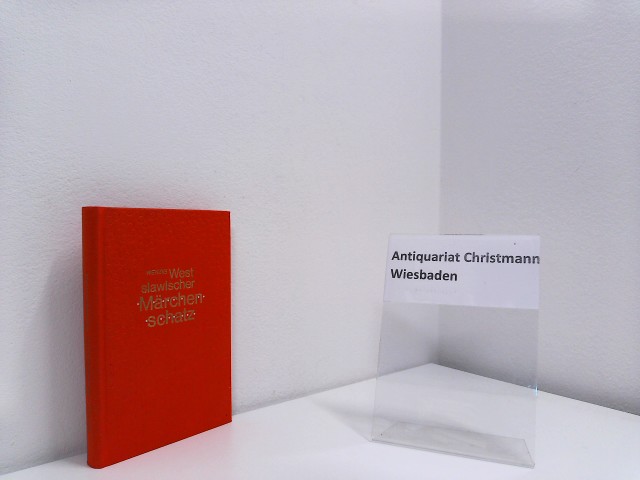 West
slawischer
Märchen
schatz
Antiquariat Christmann
Wiesbaden